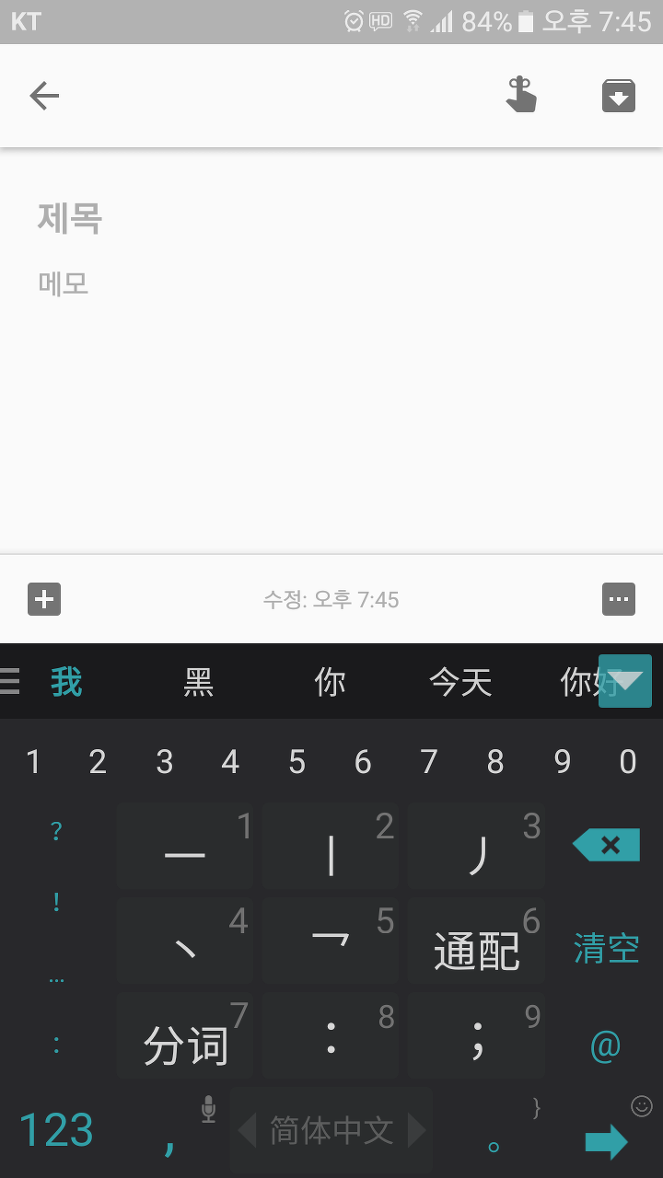 KT HD 84% 오후 7:45
제목
메모
수정: 오후 7:45
我 黑 你 今天 你好
1 2 3 4 5 6 7 8 9 0
? 一 1 丨 2 丿 3
! 丶 4 乛 5 通配 6 清空
...
: 分词 7 : 8 ; 9 @
123 , 简体中文 。 }